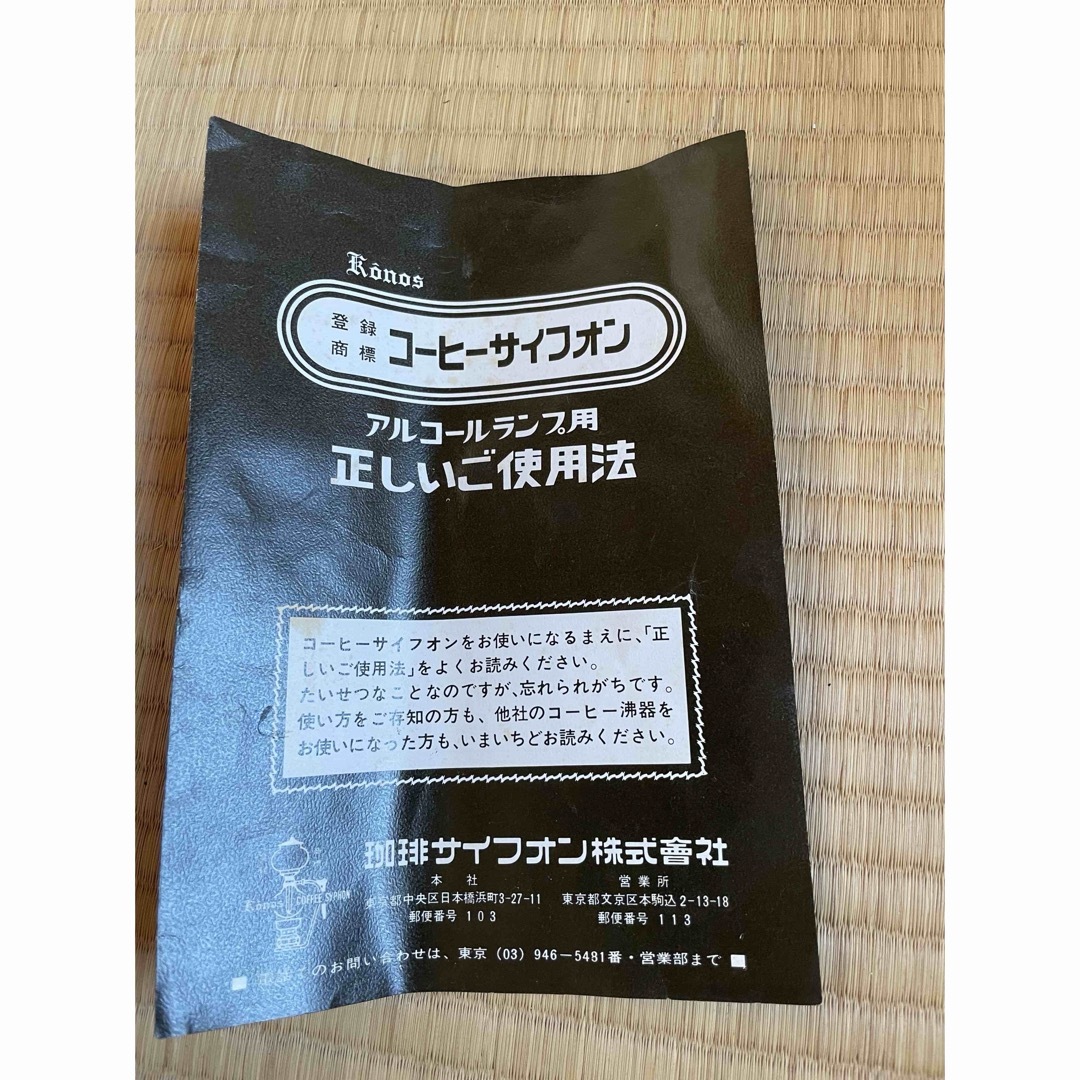 Kônos
登録
商標 コーヒーサイフオン
アルコールランプ用
正しいご使用法
コーヒーサイフオンをお使いになるまえに、「正
しいご使用法」をよくお読みください。
たいせつなことなのですが、忘れられがちです。
使い方をご存知の方も、他社のコーヒー沸器を
お使いになった方も、いまいちどお読みください。
珈琲サイフオン株式會社
本社 営業所
東京都中央区日本橋浜町3-27-11 東京都文京区本駒込2-13-18
郵便番号 103 郵便番号 113
Kônos COFFEE SYPHON
■ でのお問い合わせは、東京 (03) 946-5481番・営業部まで ■